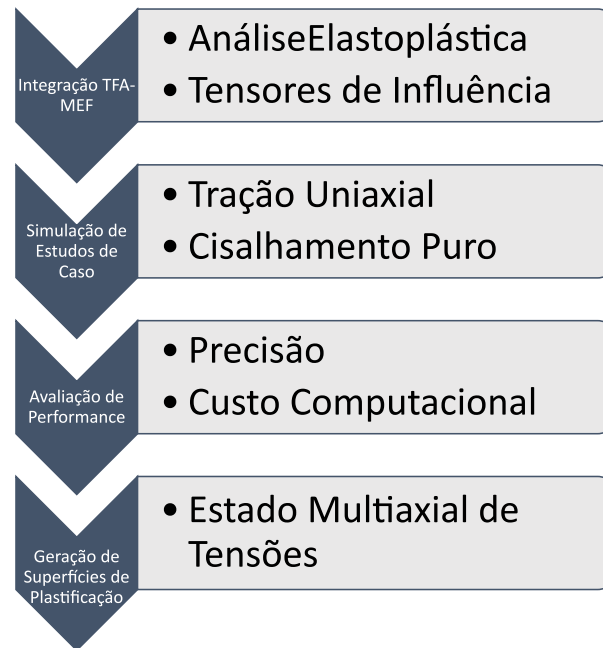 Integração TFA-
MEF
• AnáliseElastoplástica
• Tensores de Influência
Simulação de
Estudos de
Caso
• Tração Uniaxial
• Cisalhamento Puro
Avaliação de
Performance
• Precisão
• Custo Computacional
Geração de
Superfícies de
Plastificação
• Estado Multiaxial de
Tensões